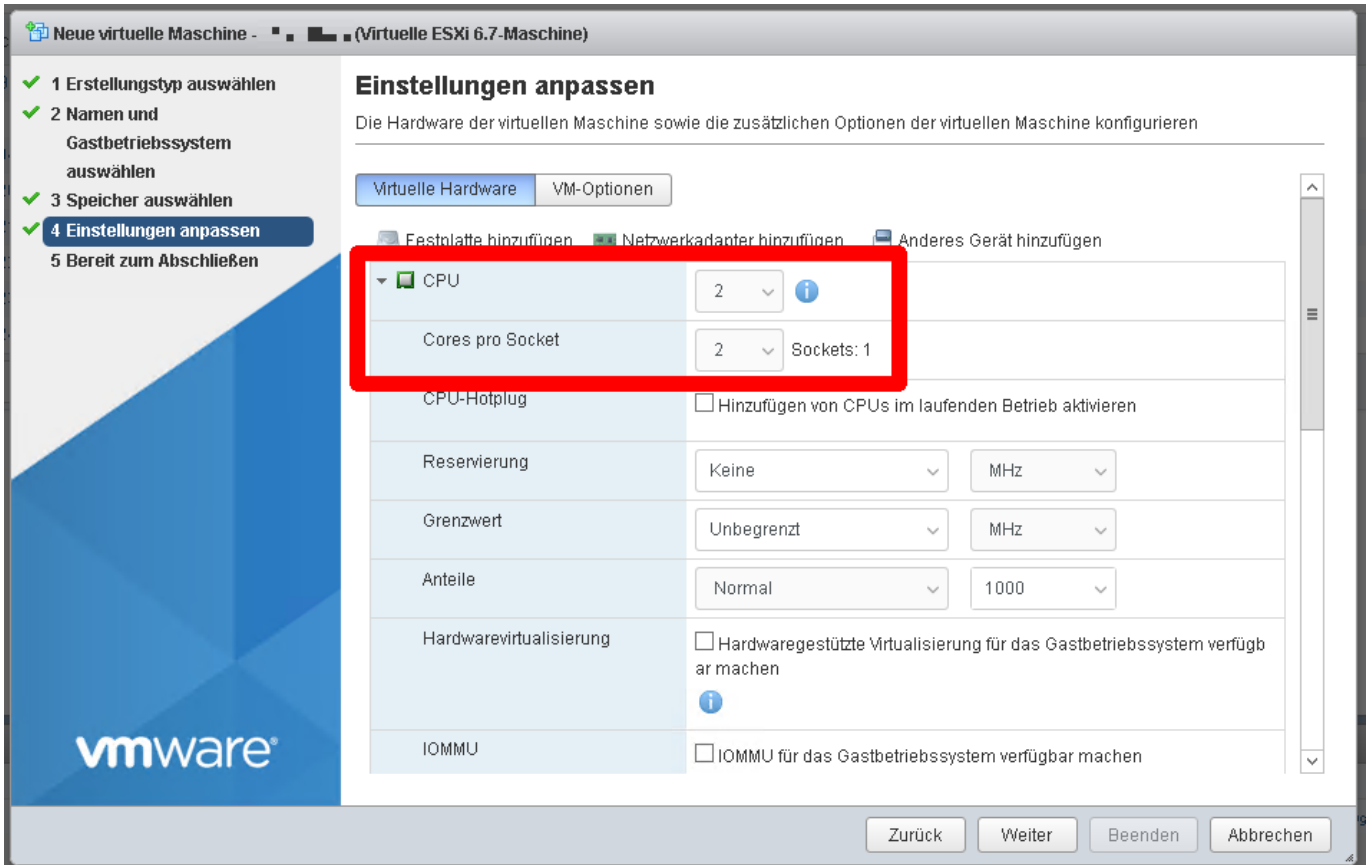 Neue virtuelle Maschine - (Virtuelle ESXi 6.7-Maschine)
1 Erstellungstyp auswählen
2 Namen und
Gastbetriebssystem
auswählen
3 Speicher auswählen
4 Einstellungen anpassen
5 Bereit zum Abschließen
vmware®
Einstellungen anpassen
Die Hardware der virtuellen Maschine sowie die zusätzlichen Optionen der virtuellen Maschine konfigurieren
Virtuelle Hardware VM-Optionen
Festplatte hinzufügen Netzwerkadapter hinzufügen Anderes Gerät hinzufügen
CPU 2
Cores pro Socket 2 Sockets: 1
CPU-Hotplug Hinzufügen von CPUs im laufenden Betrieb aktivieren
Reservierung Keine MHz
Grenzwert Unbegrenzt MHz
Anteile Normal 1000
Hardwarevirtualisierung Hardwaregestützte Virtualisierung für das Gastbetriebssystem verfügb
ar machen
IOMMU IOMMU für das Gastbetriebssystem verfügbar machen
Zurück Weiter Beenden Abbrechen